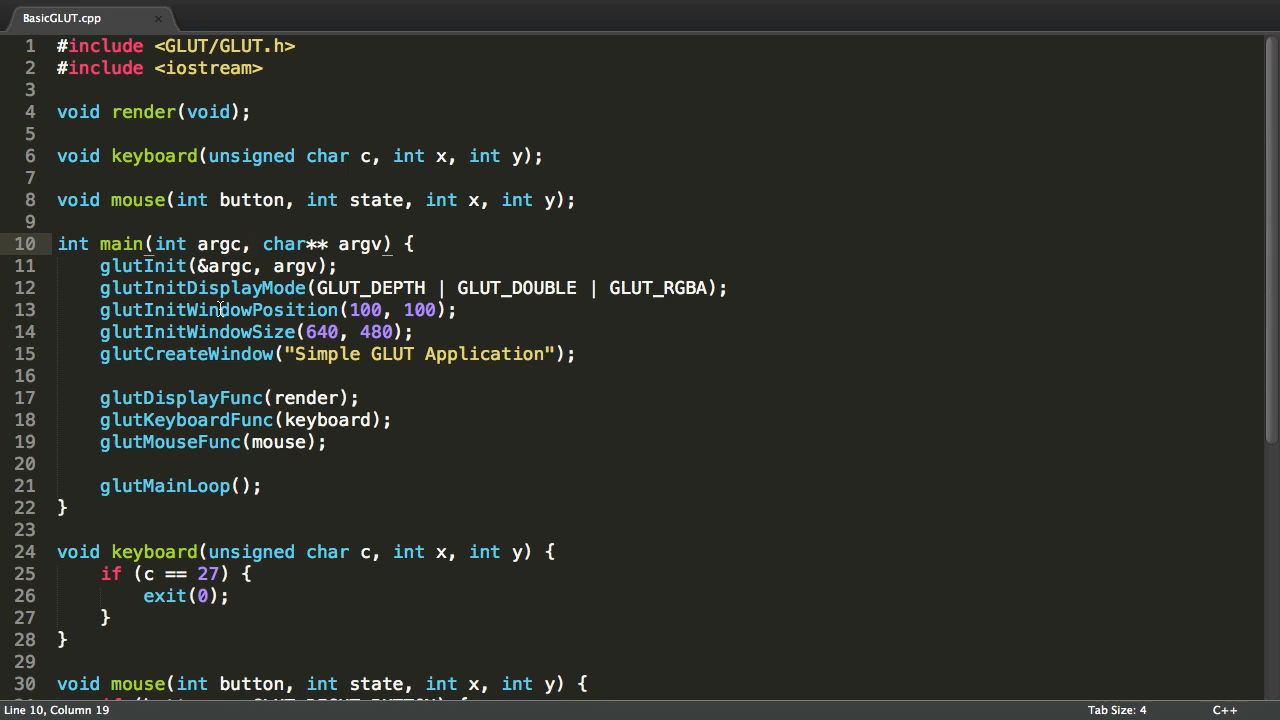 BasicGLUT.cpp ×
1 #include <GLUT/GLUT.h>
2 #include <iostream>
3
4 void render(void);
5
6 void keyboard(unsigned char c, int x, int y);
7
8 void mouse(int button, int state, int x, int y);
9
10 int main(int argc, char** argv) {
11     glutInit(&argc, argv);
12     glutInitDisplayMode(GLUT_DEPTH | GLUT_DOUBLE | GLUT_RGBA);
13     glutInitWindowPosition(100, 100);
14     glutInitWindowSize(640, 480);
15     glutCreateWindow("Simple GLUT Application");
16
17     glutDisplayFunc(render);
18     glutKeyboardFunc(keyboard);
19     glutMouseFunc(mouse);
20
21     glutMainLoop();
22 }
23
24 void keyboard(unsigned char c, int x, int y) {
25     if (c == 27) {
26         exit(0);
27     }
28 }
29
30 void mouse(int button, int state, int x, int y) {
Line 10, Column 19 Tab Size: 4 C++